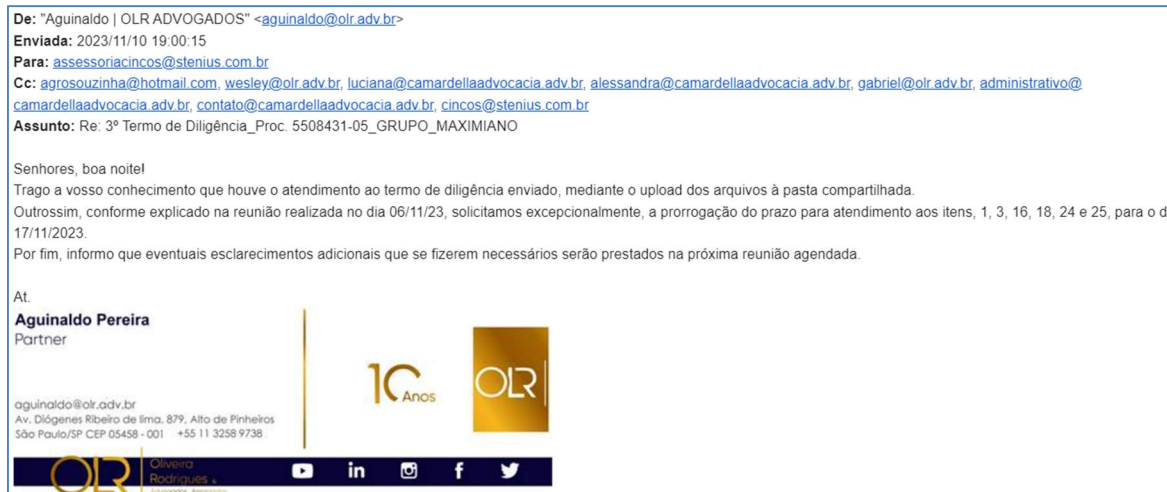 De: "Aguinaldo | OLR ADVOGADOS" <aguinaldo@olr.adv.br>
Enviada: 2023/11/10 19:00:15
Para: assessoriacincos@stenius.com.br
Cc: agrosouzinha@hotmail.com, wesley@olr.adv.br, luciana@camardellaadvocacia.adv.br, alessandra@camardellaadvocacia.adv.br, gabriel@olr.adv.br, administrativo@
camardellaadvocacia.adv.br, contato@camardellaadvocacia.adv.br, cincos@stenius.com.br
Assunto: Re: 3º Termo de Diligência_Proc. 5508431-05_GRUPO_MAXIMIANO
Senhores, boa noite!
Trago a vosso conhecimento que houve o atendimento ao termo de diligência enviado, mediante o upload dos arquivos à pasta compartilhada.
Outrossim, conforme explicado na reunião realizada no dia 06/11/23, solicitamos excepcionalmente, a prorrogação do prazo para atendimento aos itens, 1, 3, 16, 18, 24 e 25, para o d
17/11/2023.
Por fim, informo que eventuais esclarecimentos adicionais que se fizerem necessários serão prestados na próxima reunião agendada.
At.
Aguinaldo Pereira
Partner
10 Anos
OLR
aguinaldo@olr.adv.br
Av. Diógenes Ribeiro de lima, 879, Alto de Pinheiros
São Paulo/SP CEP 05458 - 001 +55 11 3258 9738
OLR
Oliveira
Rodrigues &